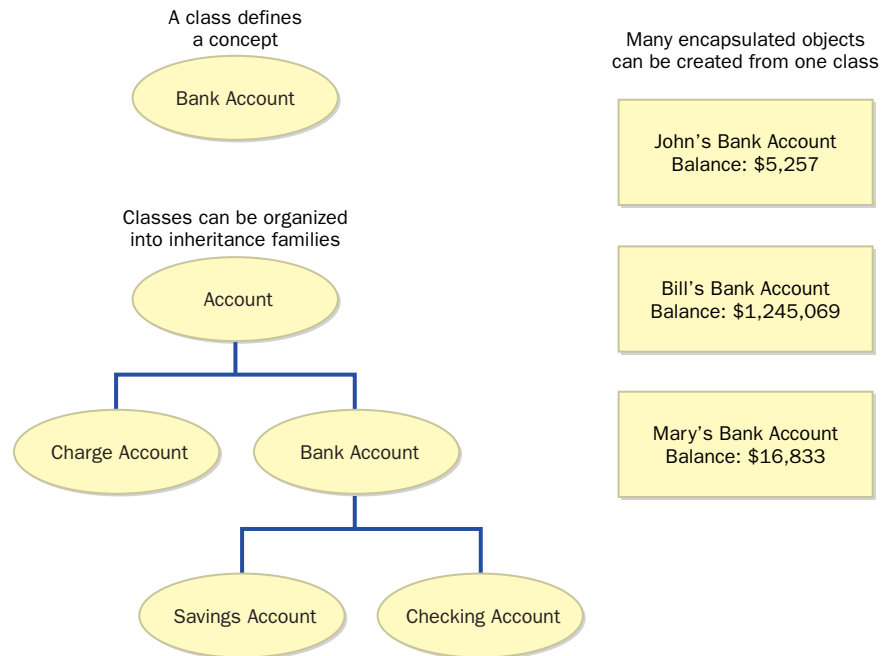 A class defines
a concept
Bank Account
Classes can be organized
into inheritance families
Account
Charge Account
Bank Account
Savings Account
Checking Account
Many encapsulated objects
can be created from one class
John’s Bank Account
Balance: $5,257
Bill’s Bank Account
Balance: $1,245,069
Mary’s Bank Account
Balance: $16,833